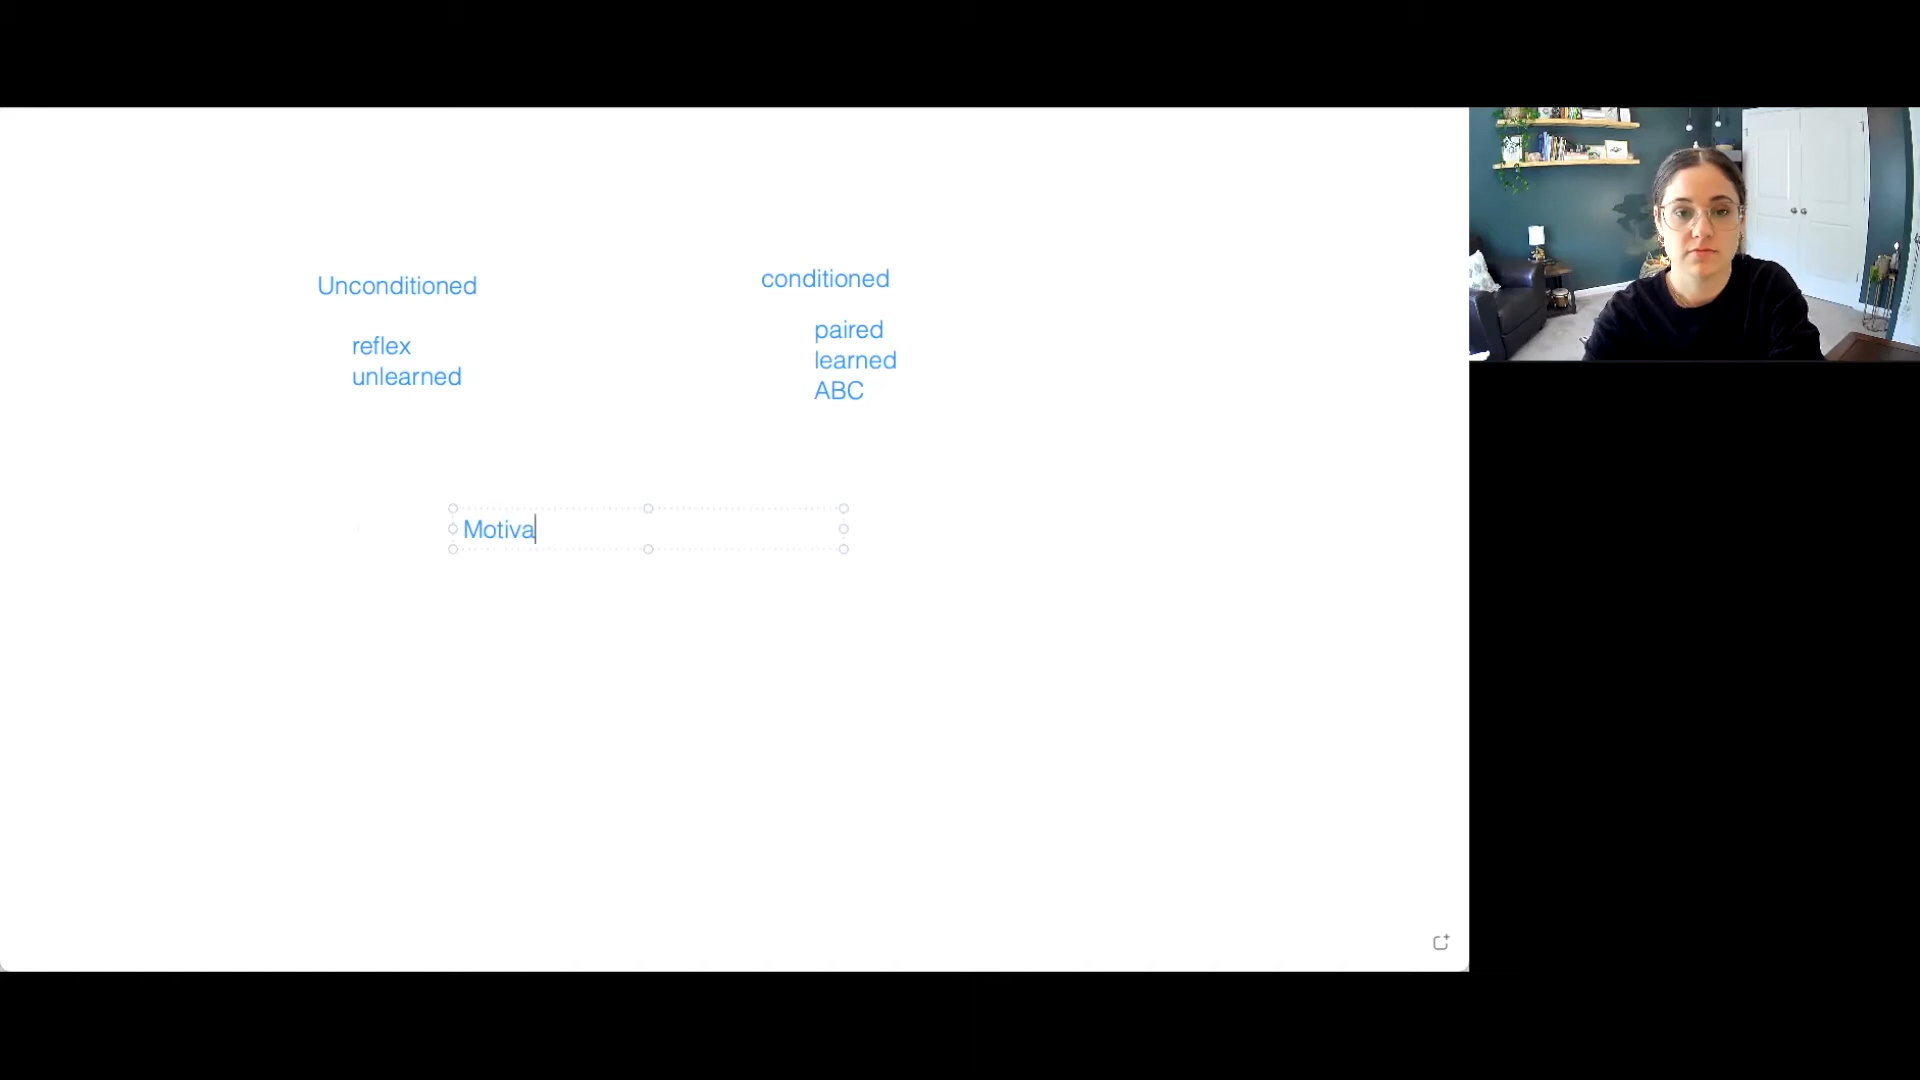 Unconditioned
reflex
unlearned
conditioned
paired
learned
ABC
Motiva